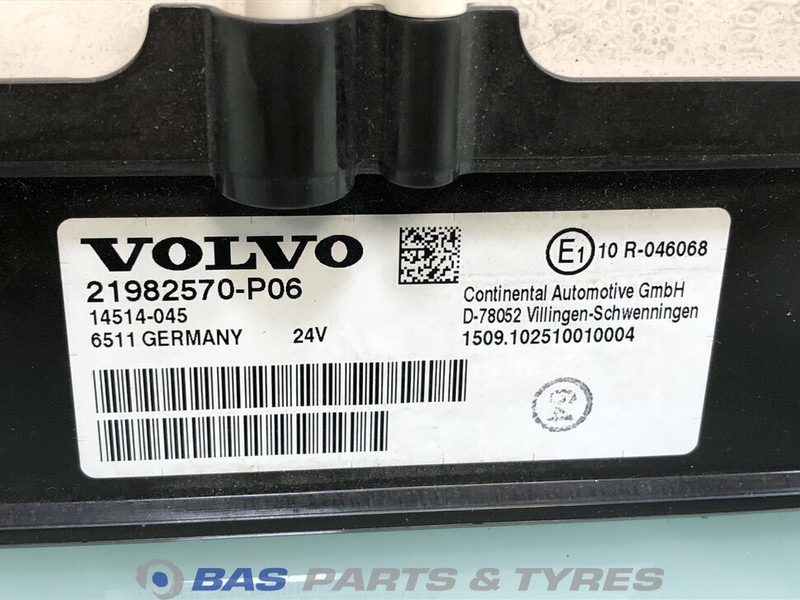 VOLVO
21982570-P06
14514-045
6511 GERMANY 24V
E1 10 R-046068
Continental Automotive GmbH
D-78052 Villingen-Schwenningen
1509.102510010004
BAS PARTS & TYRES